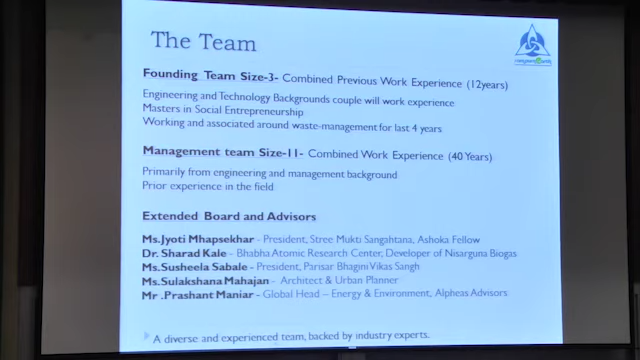 The Team
Founding Team Size-3- Combined Previous Work Experience (12years)
Engineering and Technology Backgrounds couple will work experience
Masters in Social Entrepreneurship
Working and associated around waste-management for last 4 years
Management team Size-11- Combined Work Experience (40 Years)
Primarily from engineering and management background
Prior experience in the field
Extended Board and Advisors
Ms.Jyoti Mhapsekhar - President, Stree Mukti Sangahtana, Ashoka Fellow
Dr. Sharad Kale - Bhabha Atomic Research Center, Developer of Nisargruna Biogas
Ms.Susheela Sabale - President, Parisar Bhagini Vikas Sangh
Ms.Sulakshana Mahajan - Architect & Urban Planner
Mr .Prashant Maniar - Global Head – Energy & Environment, Alpheas Advisors
A diverse and experienced team, backed by industry experts.